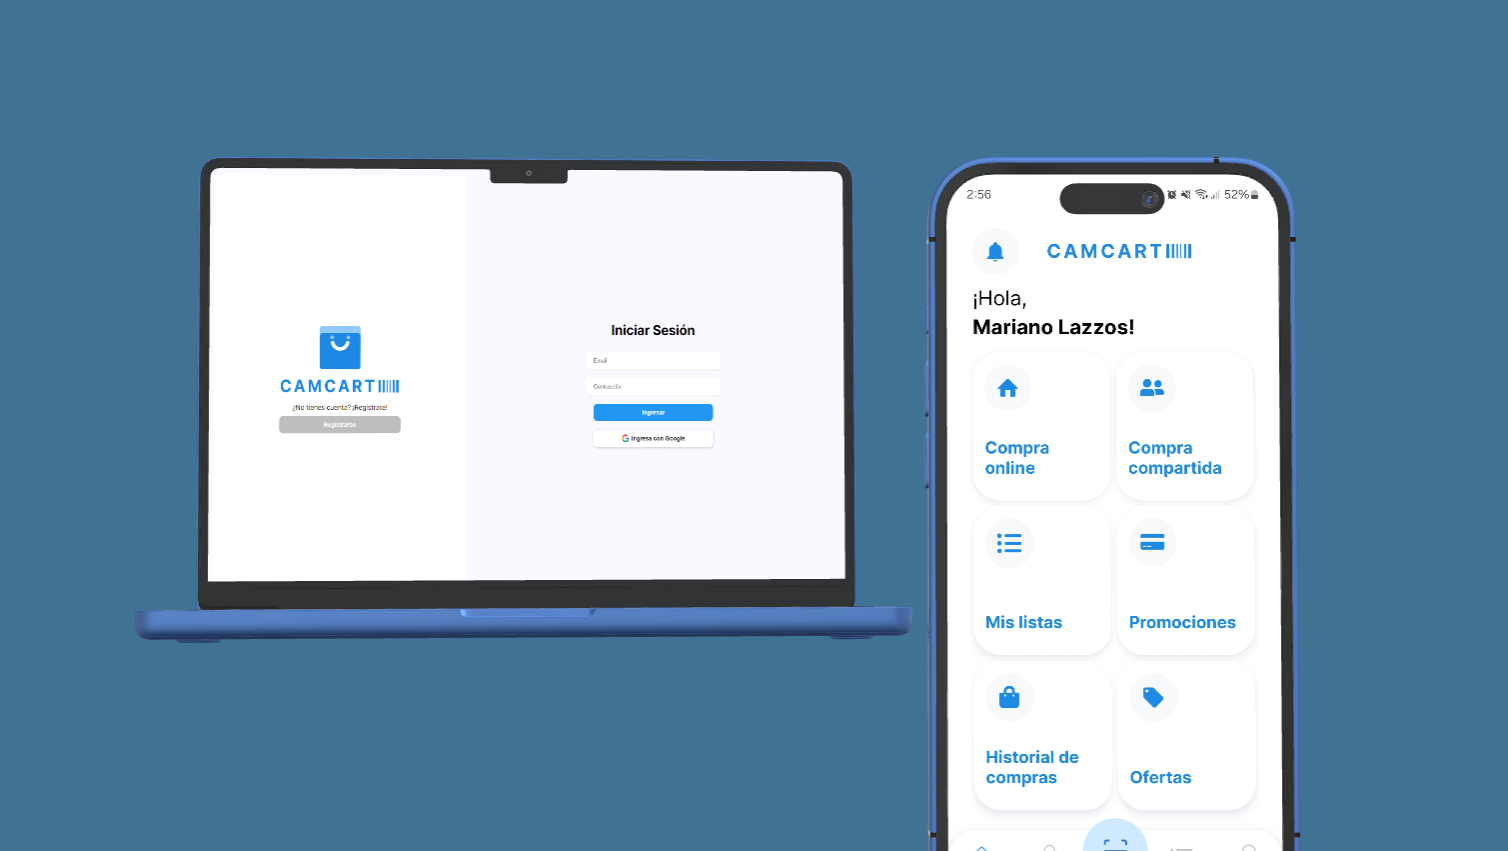 CAMCART
¿No tienes cuenta? ¡Registrate!
Registrarse
Iniciar Sesión
Email
Contraseña
Ingresar
Ingresa con Google
2:56
52%
CAMCART
¡Hola,
Mariano Lazzos!
Compra
online
Compra
compartida
Mis listas
Promociones
Historial de
compras
Ofertas